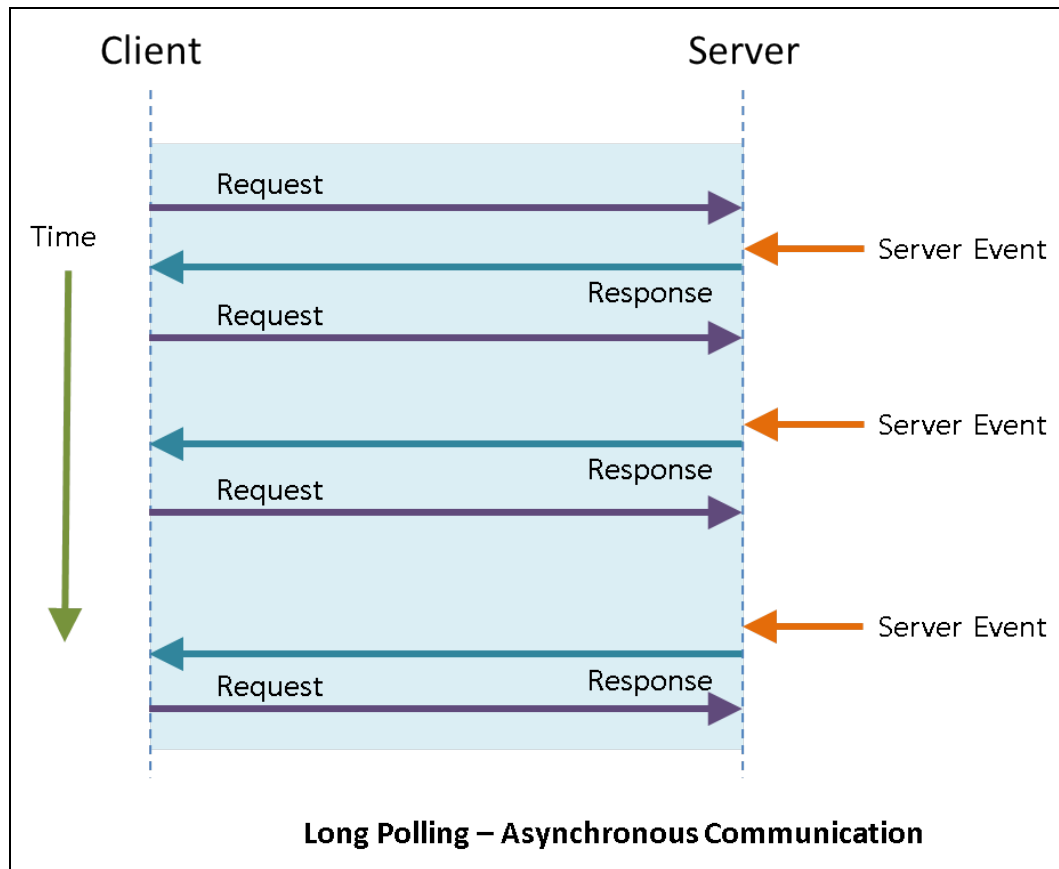 Client
Server
Request
Time
Server Event
Response
Request
Server Event
Response
Request
Server Event
Response
Request
Long Polling – Asynchronous Communication